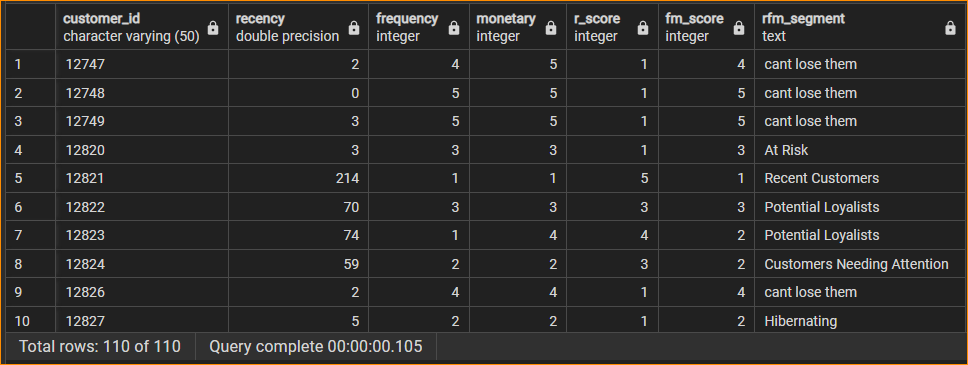 customer_id recency frequency monetary r_score fm_score rfm_segment
character varying (50) double precision integer integer integer integer text
1 12747 2 4 5 1 4 cant lose them
2 12748 0 5 5 1 5 cant lose them
3 12749 3 5 5 1 5 cant lose them
4 12820 3 3 3 1 3 At Risk
5 12821 214 1 1 5 1 Recent Customers
6 12822 70 3 3 3 3 Potential Loyalists
7 12823 74 1 4 4 2 Potential Loyalists
8 12824 59 2 2 3 2 Customers Needing Attention
9 12826 2 4 4 1 4 cant lose them
10 12827 5 2 2 1 2 Hibernating
Total rows: 110 of 110 Query complete 00:00:00.105